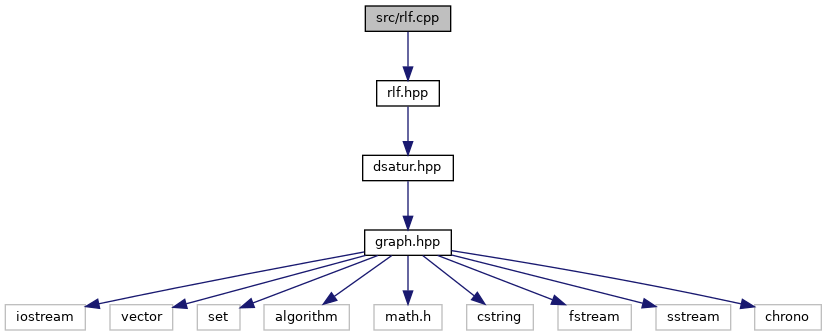 src/rlf.cpp
rlf.hpp
dsatur.hpp
graph.hpp
iostream
vector
set
algorithm
math.h
cstring
fstream
sstream
chrono